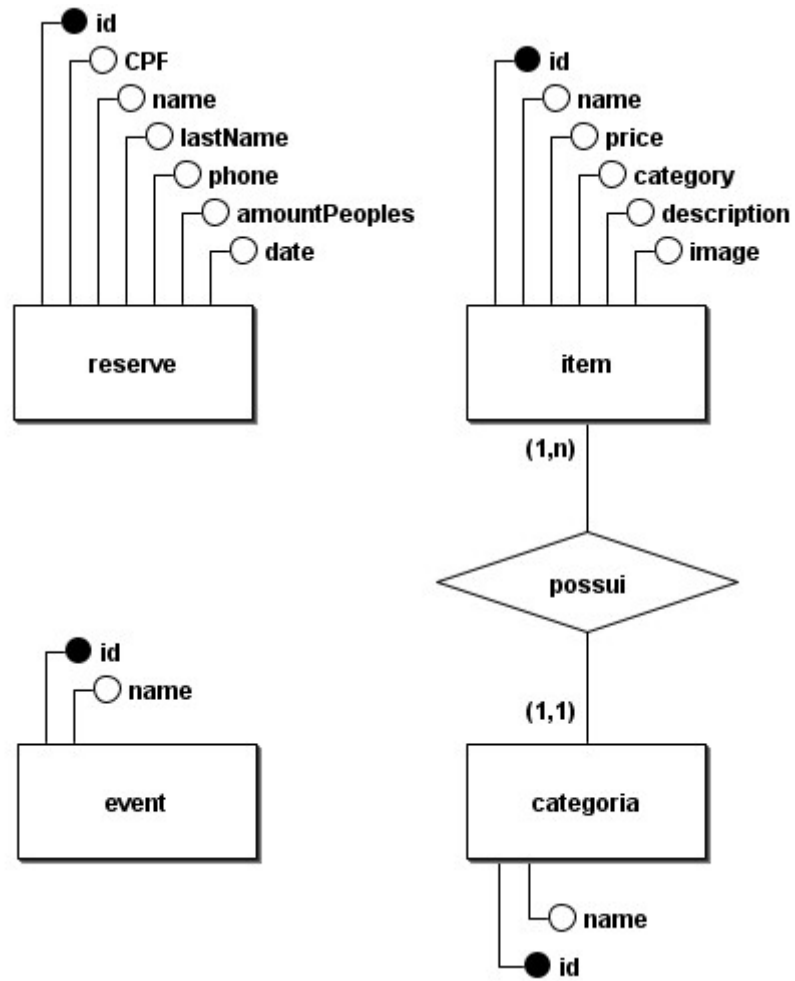 id
CPF
name
lastName
phone
amountPeoples
date
reserve
id
name
price
category
description
image
item
(1,n)
possui
(1,1)
id
name
event
categoria
name
id